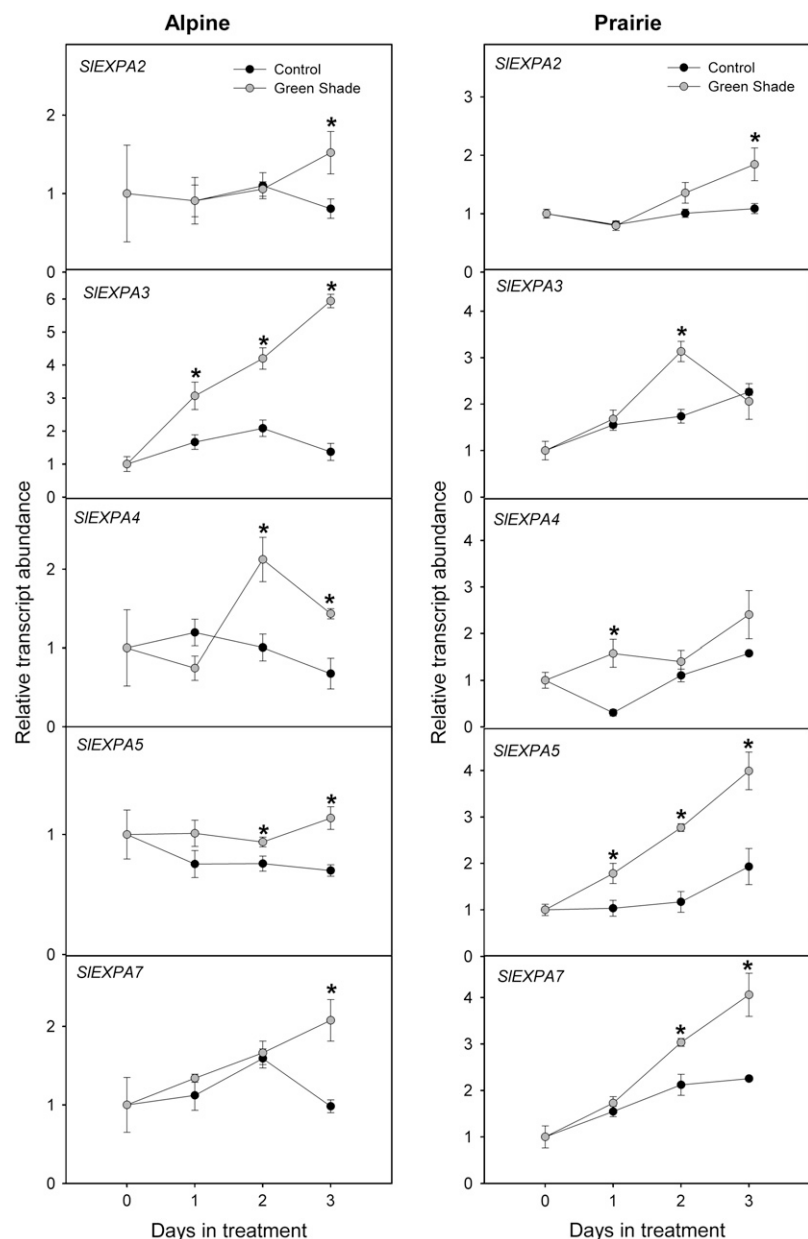 Alpine
SlEXPA2
Control
Green Shade
2
*
1
0
SlEXPA3
6
5
4
3
2
1
0
*
*
*
SlEXPA4
2
1
0
*
*
SlEXPA5
1
0
*
*
SlEXPA7
2
1
0
*
0 1 2 3
Days in treatment
Relative transcript abundance
Prairie
SlEXPA2
Control
Green Shade
3
2
1
0
*
SlEXPA3
4
3
2
1
0
*
SlEXPA4
4
3
2
1
0
*
SlEXPA5
4
3
2
1
0
*
*
*
SlEXPA7
4
3
2
1
0
*
*
0 1 2 3
Days in treatment
Relative transcript abundance